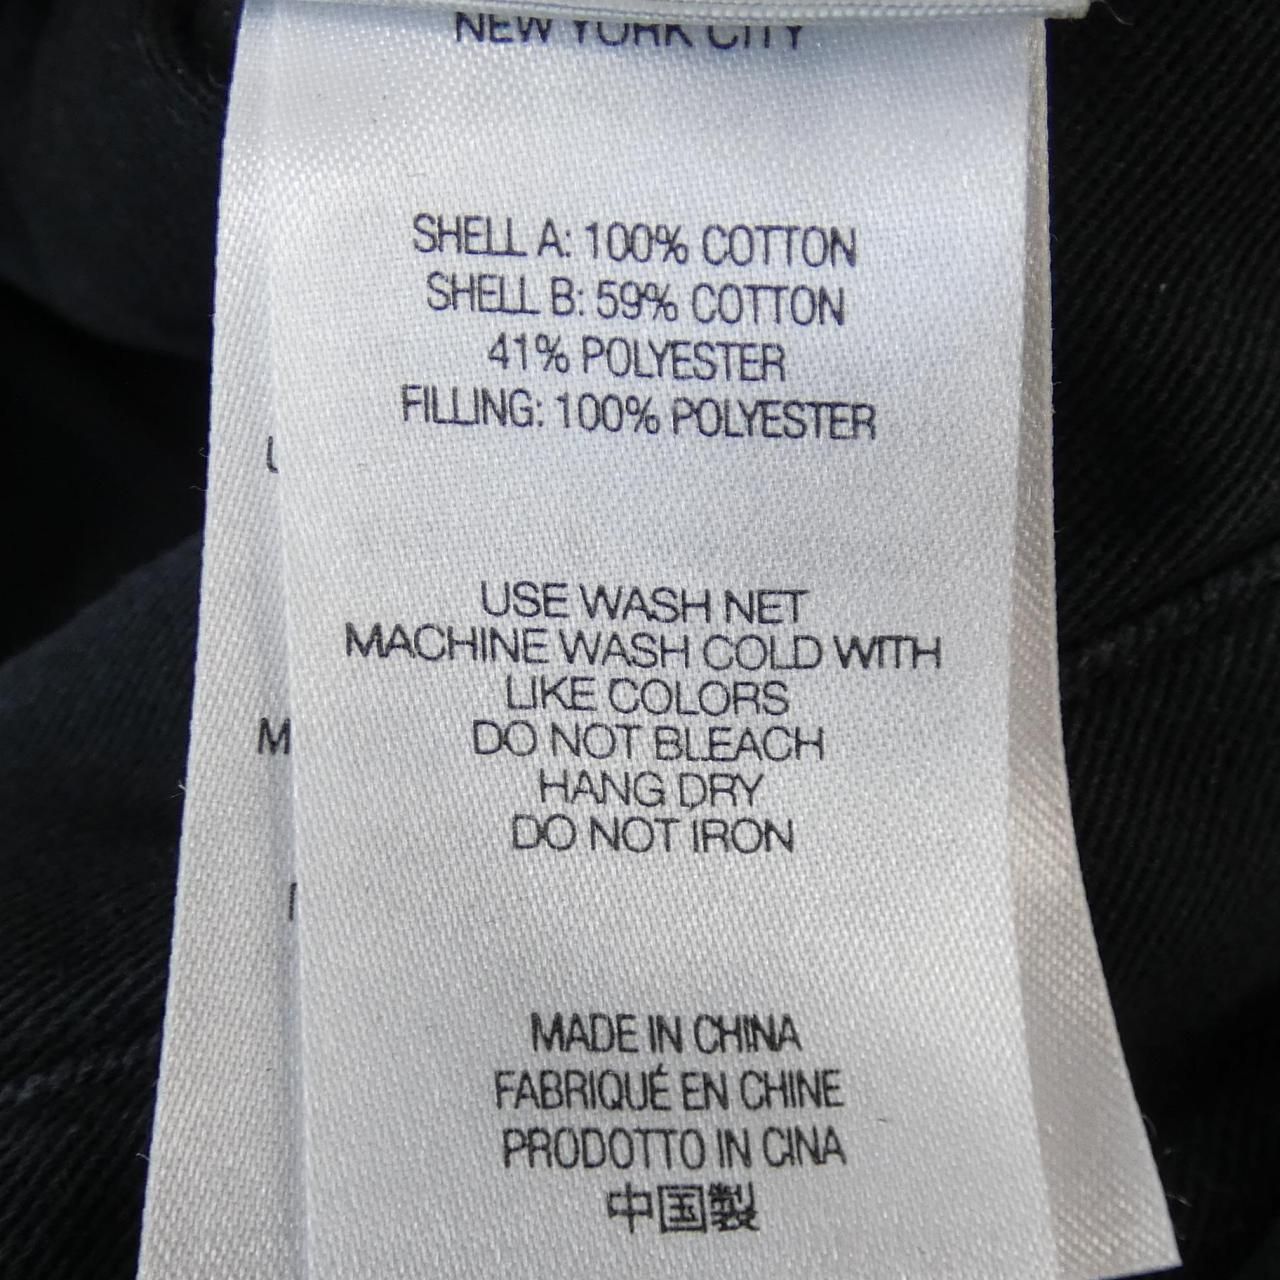 NEW YORK CITY
SHELL A: 100% COTTON
SHELL B: 59% COTTON
41% POLYESTER
FILLING: 100% POLYESTER
USE WASH NET
MACHINE WASH COLD WITH
LIKE COLORS
DO NOT BLEACH
HANG DRY
DO NOT IRON
MADE IN CHINA
FABRIQUÉ EN CHINE
PRODOTTO IN CINA
中国製